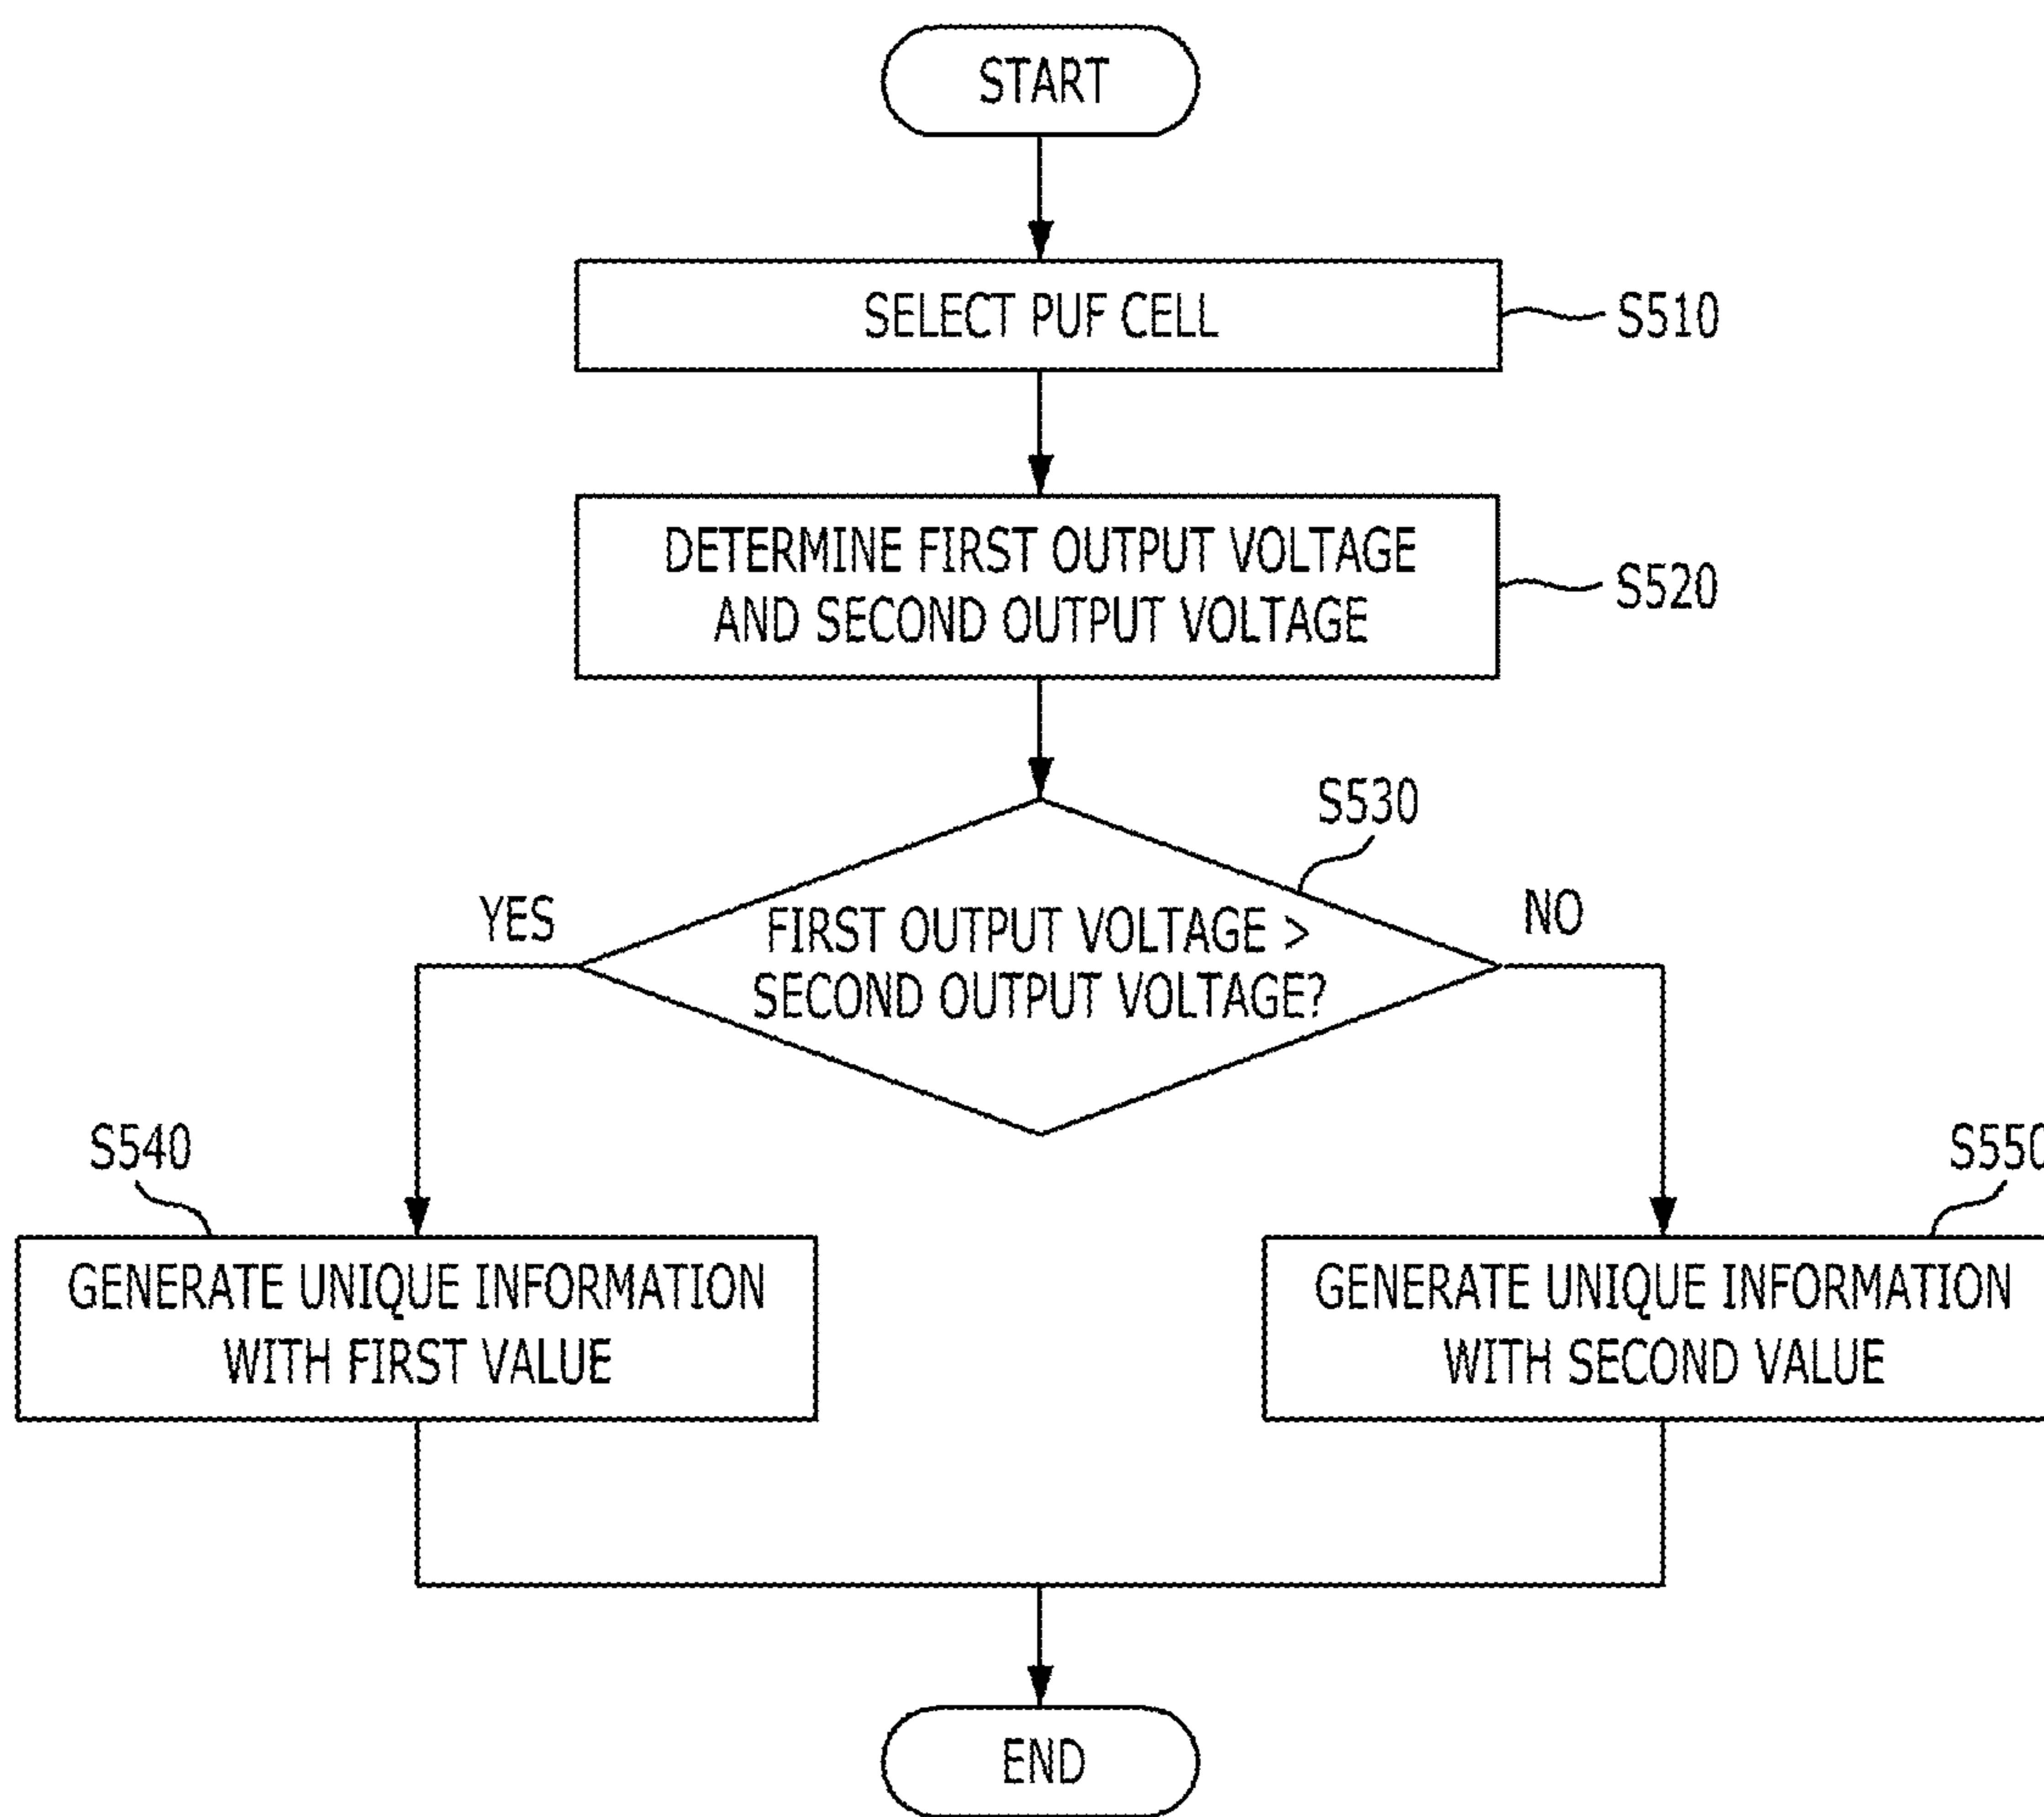 START
SELECT PUF CELL
S510
DETERMINE FIRST OUTPUT VOLTAGE
AND SECOND OUTPUT VOLTAGE
S520
S530
YES
FIRST OUTPUT VOLTAGE >
SECOND OUTPUT VOLTAGE?
NO
S540
GENERATE UNIQUE INFORMATION
WITH FIRST VALUE
S550
GENERATE UNIQUE INFORMATION
WITH SECOND VALUE
END